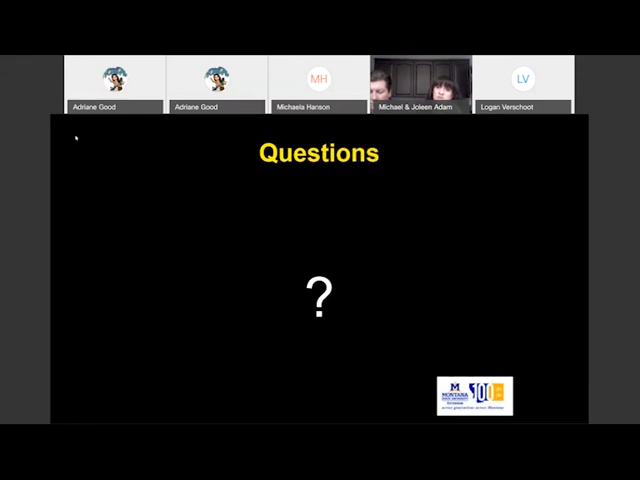 MH
LV
Adriane Good
Adriane Good
Michaela Hanson
Michael & Joleen Adam
Logan Verschoot
Questions
?
M
MONTANA
100